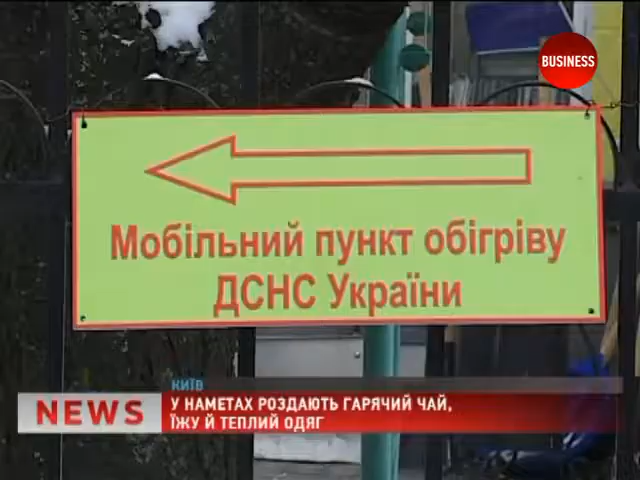 BUSINESS
Мобільний пункт обігріву
ДСНС України
КИЇВ
NEWS
У НАМЕТАХ РОЗДАЮТЬ ГАРЯЧИЙ ЧАЙ,
ЇЖУ Й ТЕПЛИЙ ОДЯГ